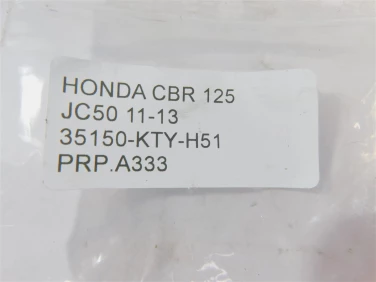 HONDA CBR 125
JC50 11-13
35150-KTY-H51
PRP.A333